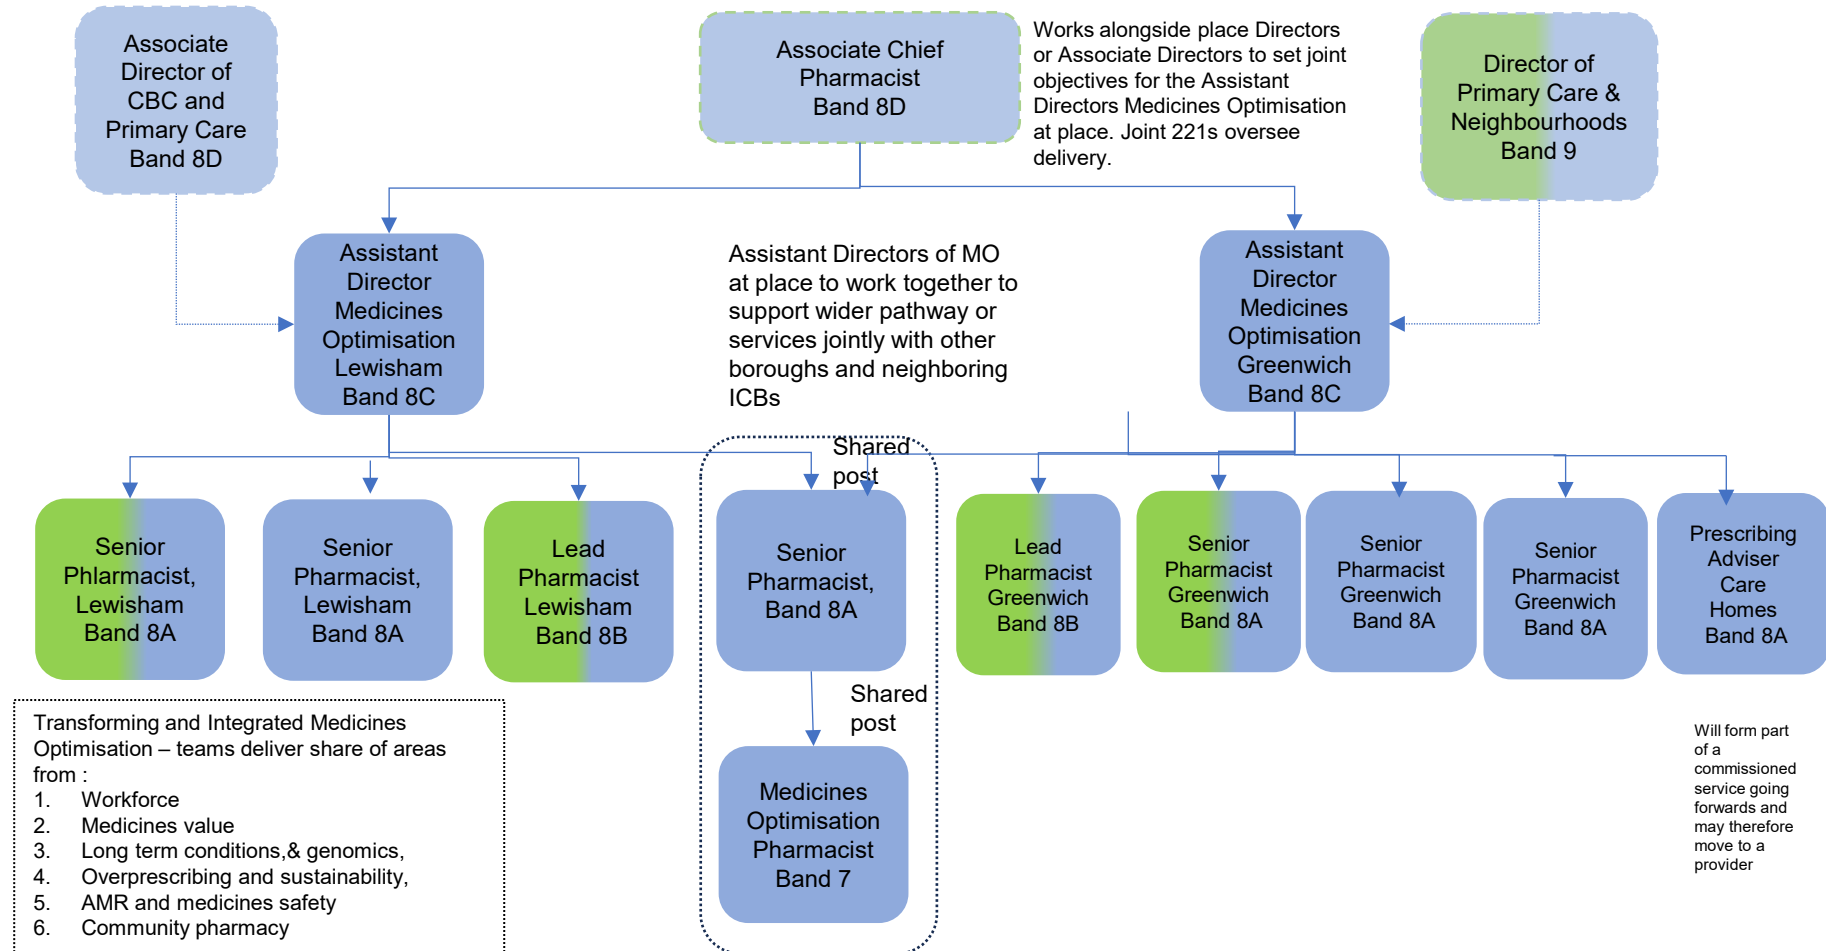 Associate
Director of
CBC and
Primary Care
Band 8D
Associate Chief
Pharmacist
Band 8D
Works alongside place Directors
or Associate Directors to set joint
objectives for the Assistant
Directors Medicines Optimisation
at place. Joint 221s oversee
delivery.
Director of
Primary Care &
Neighbourhoods
Band 9
Assistant
Director
Medicines
Optimisation
Lewisham
Band 8C
Assistant Directors of MO
at place to work together to
support wider pathway or
services jointly with other
boroughs and neighboring
ICBs
Assistant
Director
Medicines
Optimisation
Greenwich
Band 8C
Shared
post
Senior
Phlarmacist,
Lewisham
Band 8A
Senior
Pharmacist,
Lewisham
Band 8A
Lead
Pharmacist
Lewisham
Band 8B
Senior
Pharmacist,
Band 8A
Lead
Pharmacist
Greenwich
Band 8B
Senior
Pharmacist
Greenwich
Band 8A
Senior
Pharmacist
Greenwich
Band 8A
Senior
Pharmacist
Greenwich
Band 8A
Prescribing
Adviser
Care
Homes
Band 8A
Shared
post
Medicines
Optimisation
Pharmacist
Band 7
Transforming and Integrated Medicines
Optimisation – teams deliver share of areas
from :
1. Workforce
2. Medicines value
3. Long term conditions,& genomics,
4. Overprescribing and sustainability,
5. AMR and medicines safety
6. Community pharmacy
Will form part
of a
commissioned
service going
forwards and
may therefore
move to a
provider